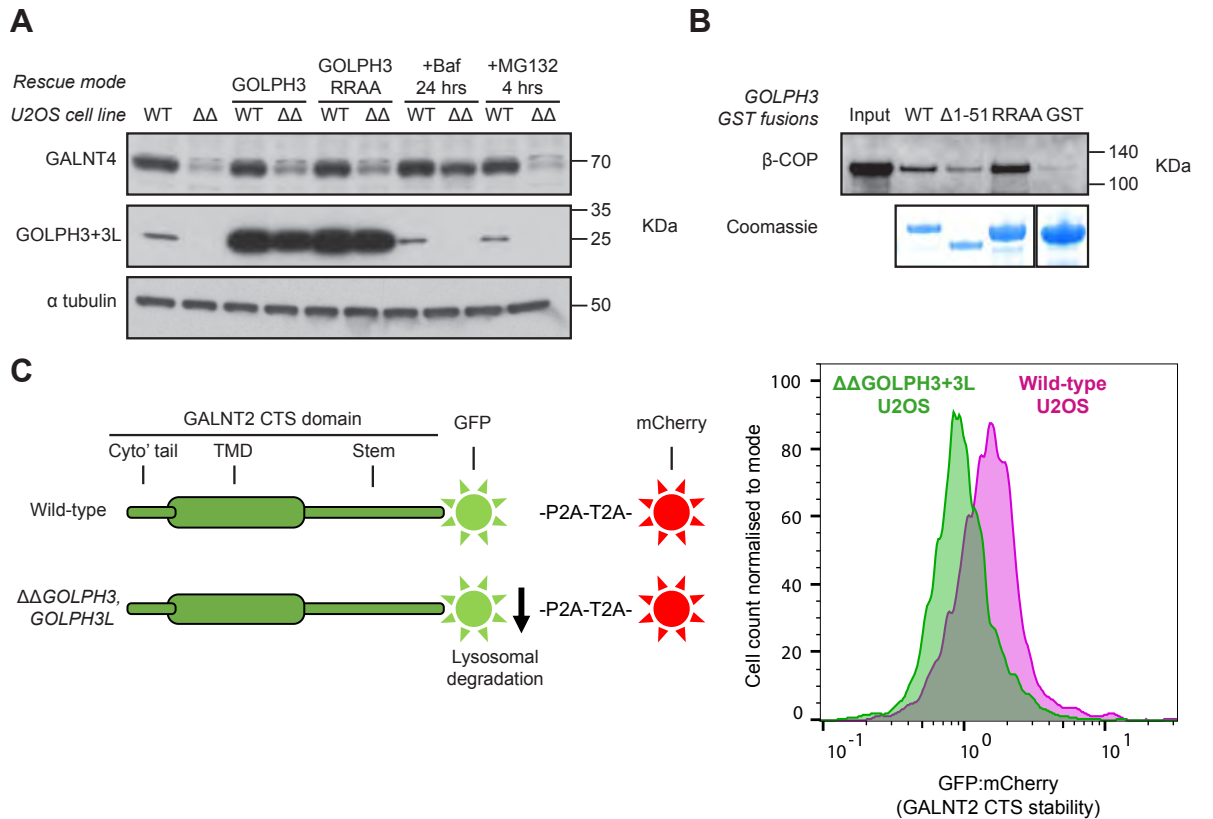 A
Rescue mode
GOLPH3
GOLPH3
RRAA
+Baf
24 hrs
+MG132
4 hrs
U2OS cell line
WT ΔΔ WT ΔΔ WT ΔΔ WT ΔΔ WT ΔΔ
GALNT4
70
GOLPH3+3L
35
25
KDa
α tubulin
50
B
GOLPH3
GST fusions
Input WT Δ1-51 RRAA GST
β-COP
140
100
KDa
Coomassie
C
GALNT2 CTS domain
GFP
mCherry
Cyto' tail TMD Stem
Wild-type
-P2A-T2A-
ΔΔGOLPH3,
GOLPH3L
-P2A-T2A-
Lysosomal
degradation
ΔΔGOLPH3+3L
U2OS
Wild-type
U2OS
Cell count normalised to mode
100
80
60
40
20
0
10⁻¹ 10⁰ 10¹
GFP:mCherry
(GALNT2 CTS stability)